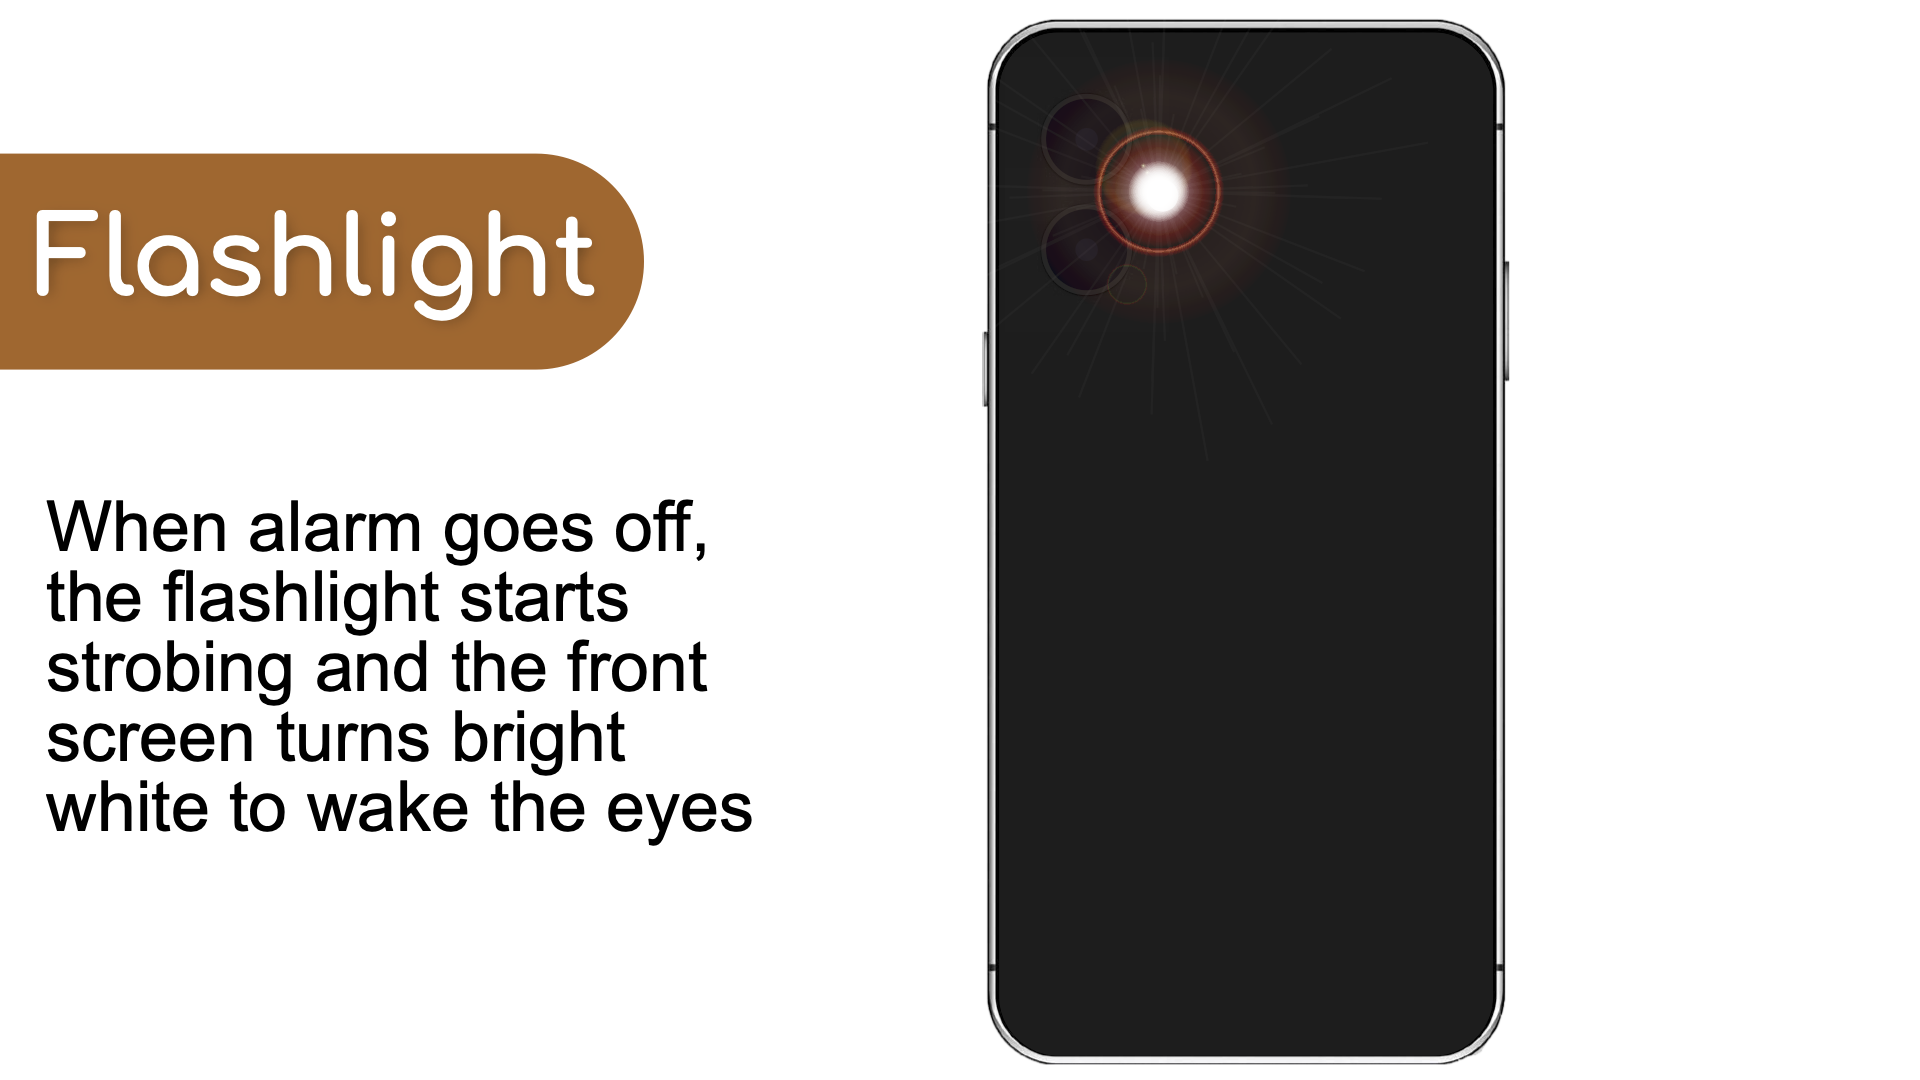 Flashlight
When alarm goes off,
the flashlight starts
strobing and the front
screen turns bright
white to wake the eyes